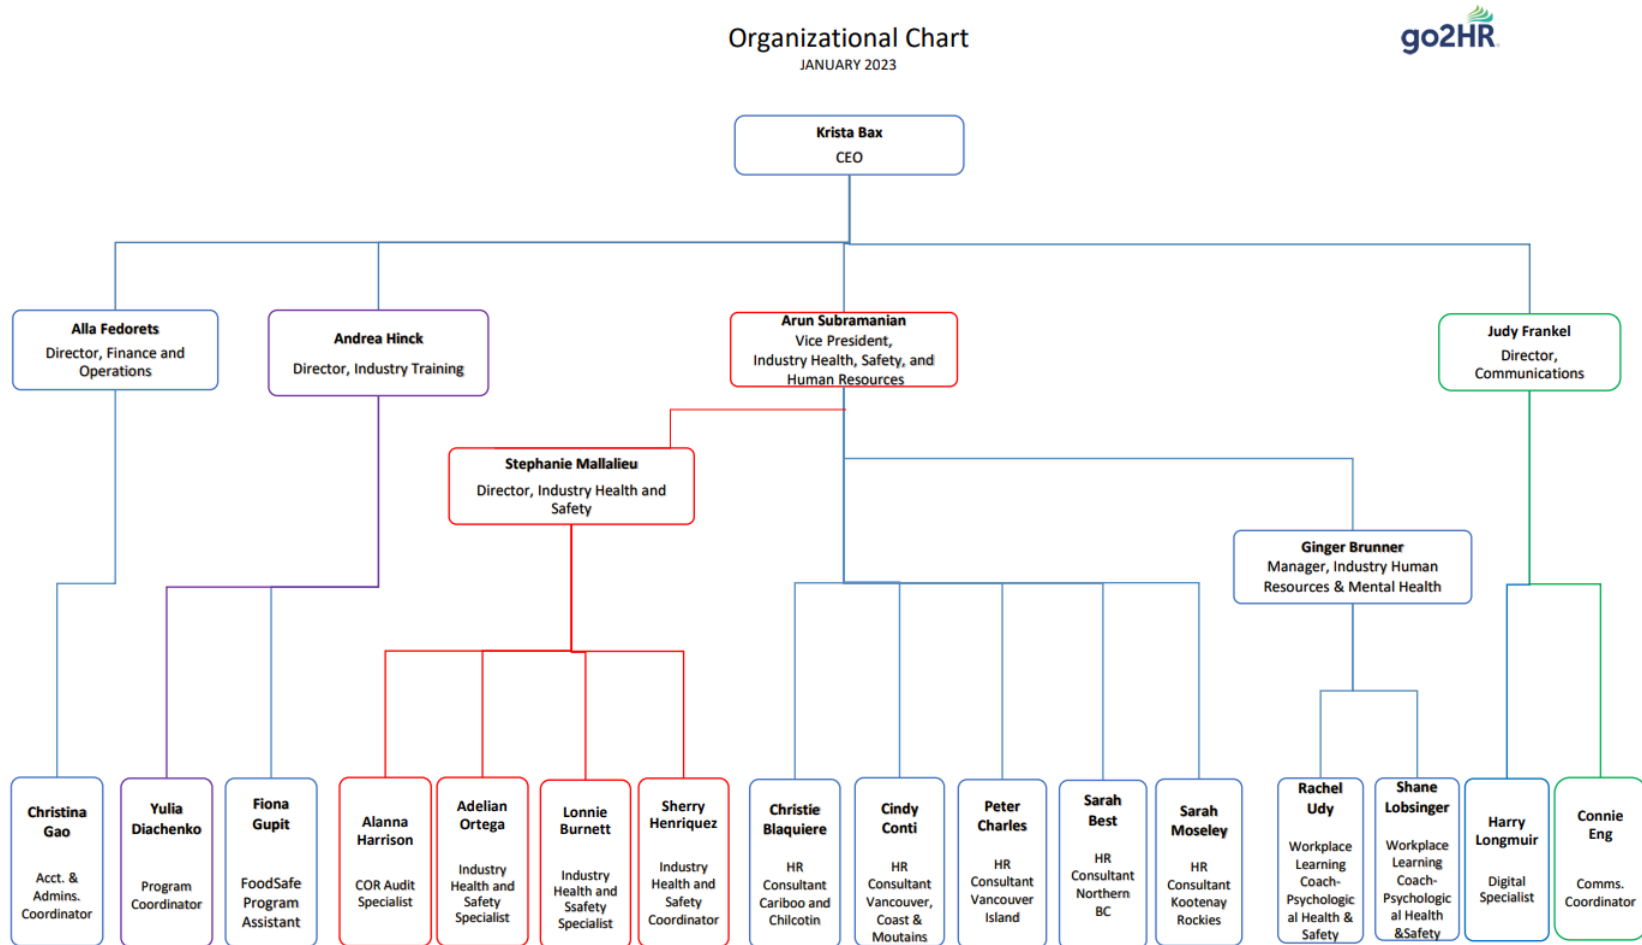 Organizational Chart
JANUARY 2023
go2HR
Krista Bax
CEO
Alla Fedorets
Director, Finance and
Operations
Andrea Hinck
Director, Industry Training
Arun Subramanian
Vice President,
Industry Health, Safety, and
Human Resources
Judy Frankel
Director,
Communications
Stephanie Mallalieu
Director, Industry Health and
Safety
Ginger Brunner
Manager, Industry Human
Resources & Mental Health
Christina
Gao
Acct. &
Admins.
Coordinator
Yulia
Diachenko
Program
Coordinator
Fiona
Gupit
FoodSafe
Program
Assistant
Alanna
Harrison
COR Audit
Specialist
Adelian
Ortega
Industry
Health and
Safety
Specialist
Lonnie
Burnett
Industry
Health and
Ssafety
Specialist
Sherry
Henriquez
Industry
Health and
Safety
Coordinator
Christie
Blaquiere
HR
Consultant
Cariboo and
Chilcotin
Cindy
Conti
HR
Consultant
Vancouver,
Coast &
Moutains
Peter
Charles
HR
Consultant
Vancouver
Island
Sarah
Best
HR
Consultant
Northern
BC
Sarah
Moseley
HR
Consultant
Kootenay
Rockies
Rachel
Udy
Workplace
Learning
Coach-
Psychologic
al Health &
Safety
Shane
Lobsinger
Workplace
Learning
Coach-
Psychologic
al Health
&Safety
Harry
Longmuir
Digital
Specialist
Connie
Eng
Comms.
Coordinator